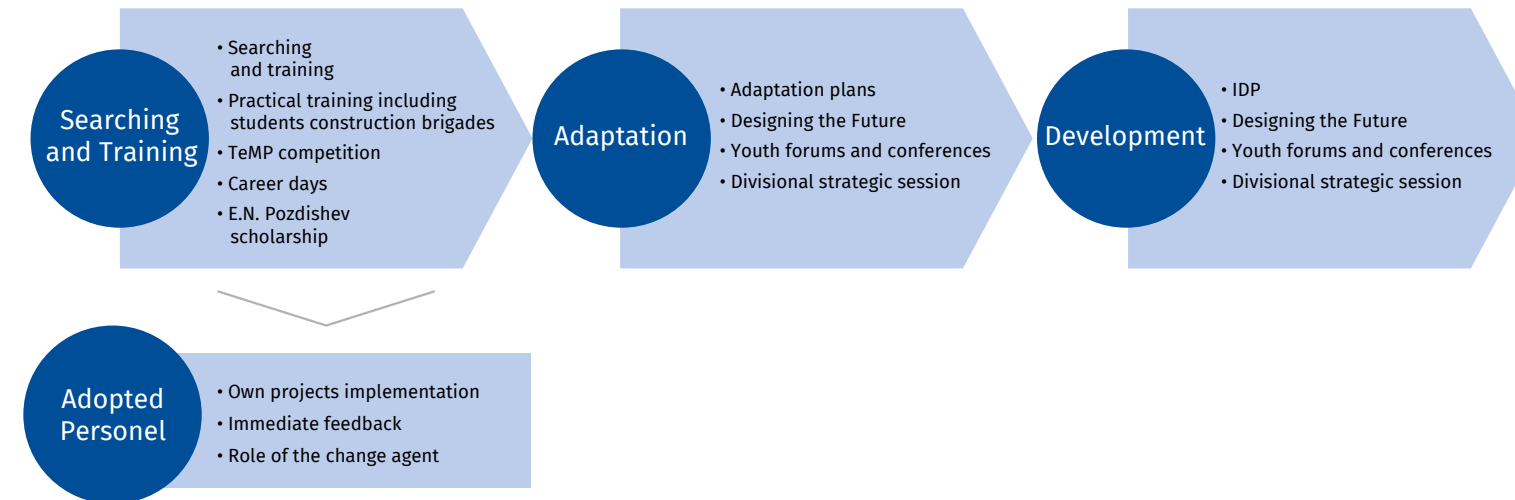 Searching
and Training
• Searching
and training
• Practical training including
students construction brigades
• TeMP competition
• Career days
• E.N. Pozdishev
scholarship
Adaptation
• Adaptation plans
• Designing the Future
• Youth forums and conferences
• Divisional strategic session
Development
• IDP
• Designing the Future
• Youth forums and conferences
• Divisional strategic session
Adopted
Personel
• Own projects implementation
• Immediate feedback
• Role of the change agent